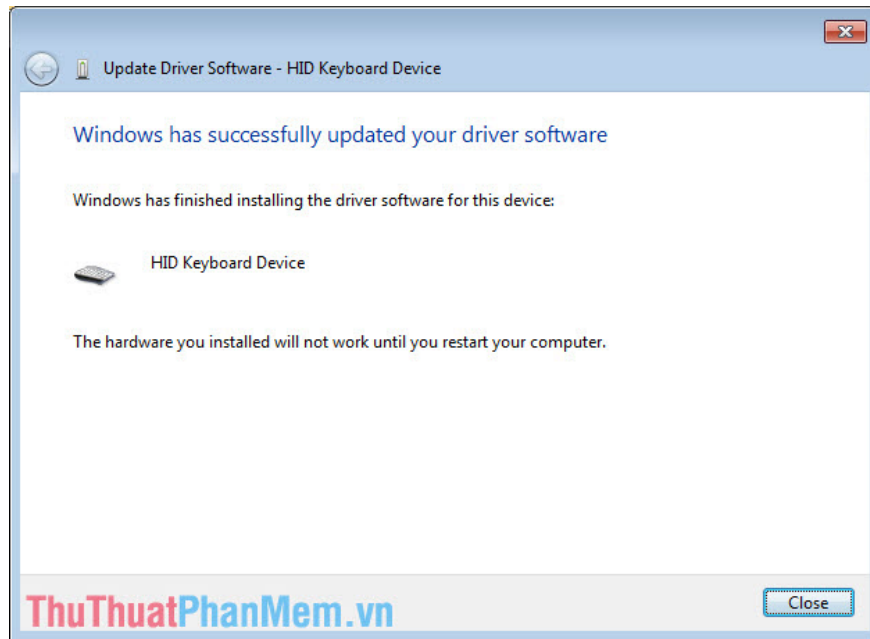 Update Driver Software - HID Keyboard Device
Windows has successfully updated your driver software
Windows has finished installing the driver software for this device:
HID Keyboard Device
The hardware you installed will not work until you restart your computer.
ThuThuatPhanMem.vn
Close